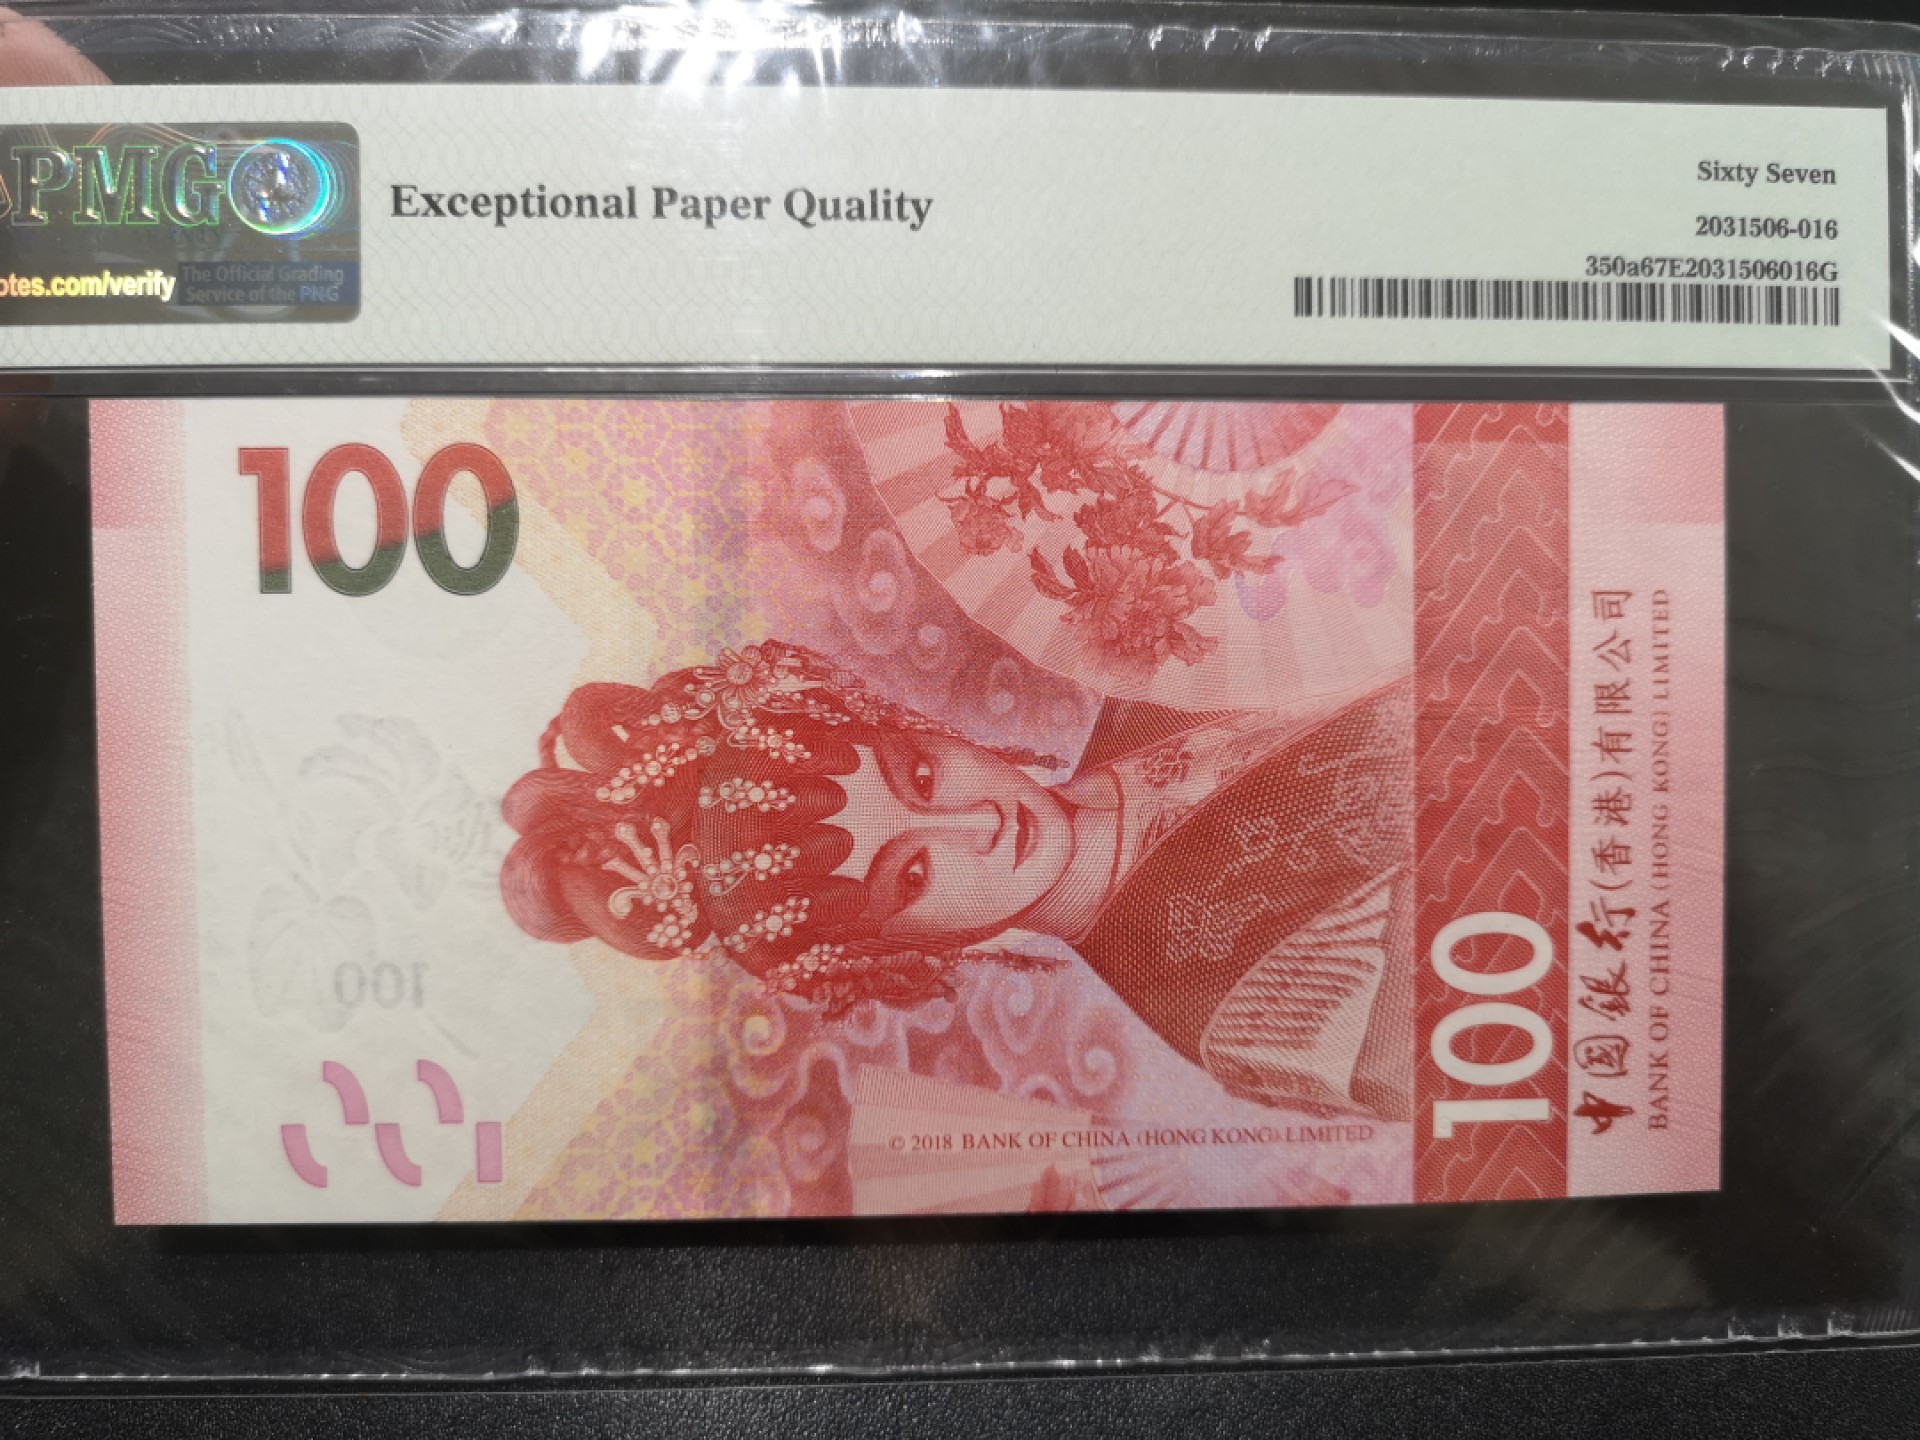 PMG
otes.com/verify
The Official Grading
Service of the PNG
Exceptional Paper Quality
Sixty Seven
2031506-016
350a67E2031506016G
100
100
© 2018 BANK OF CHINA (HONG KONG) LIMITED
100
中国銀行(香港)有限公司
BANK OF CHINA (HONG KONG) LIMITED